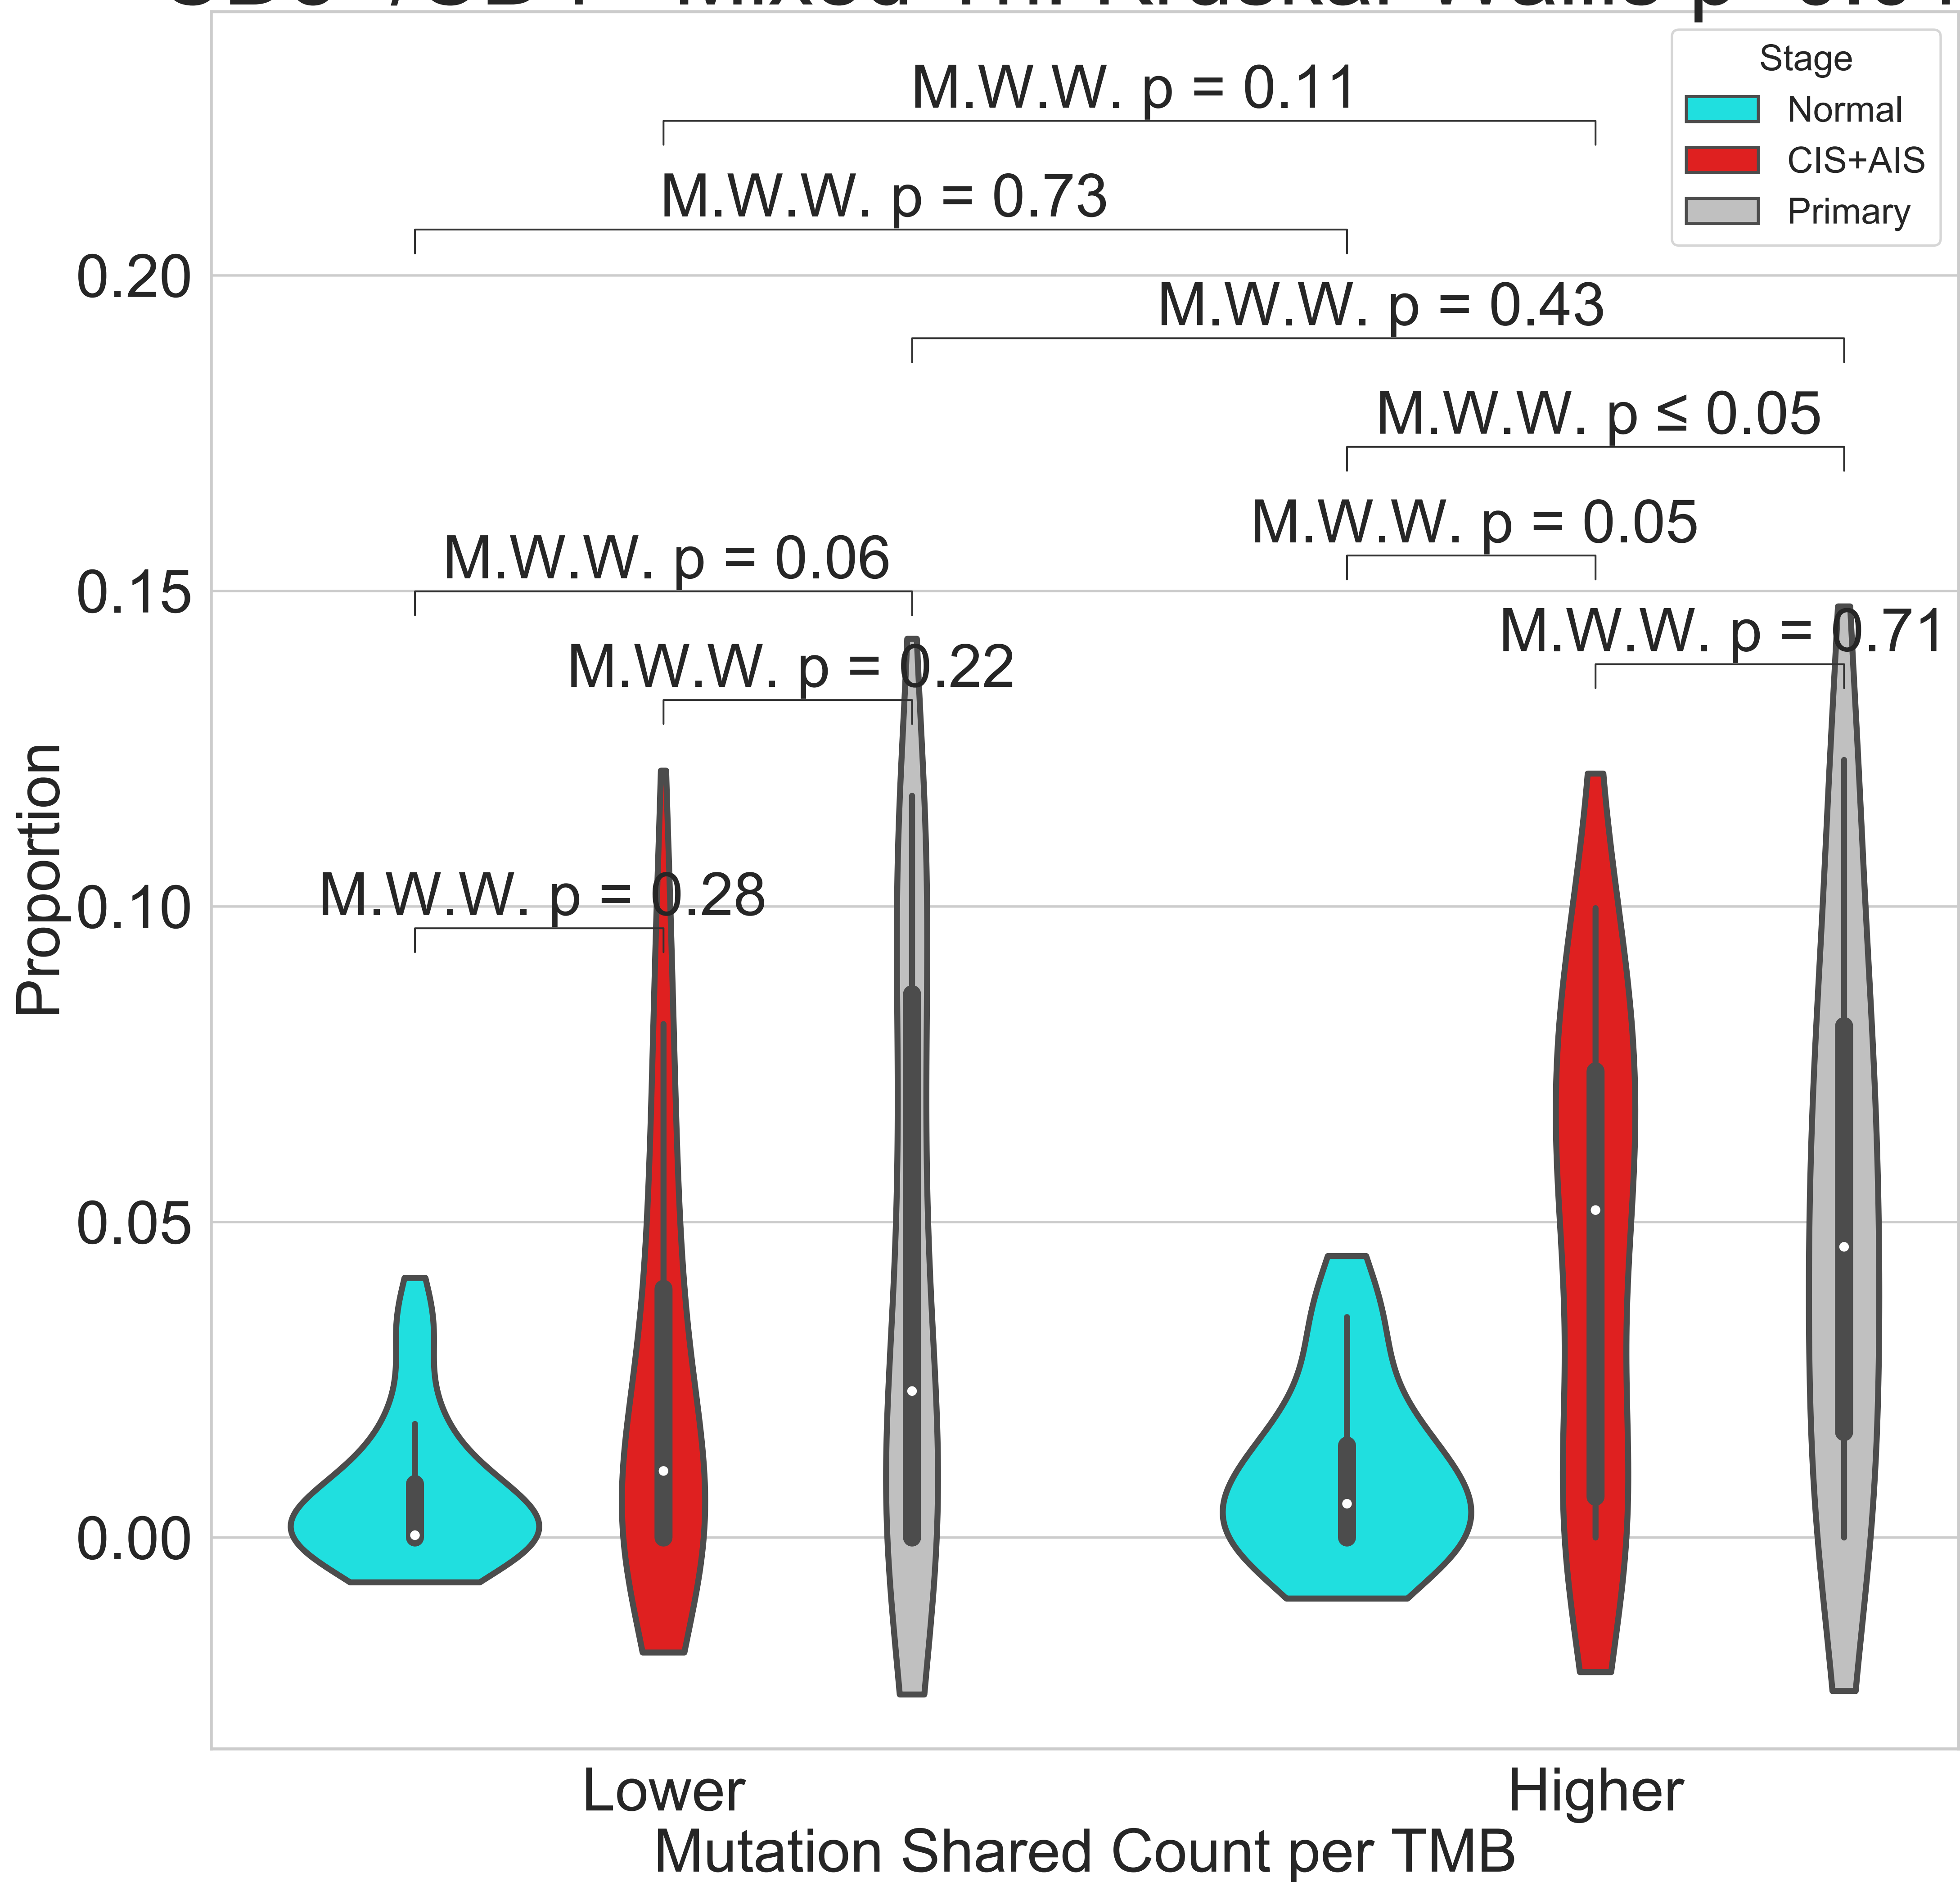 M.W.W. p = 0.11
Stage
Normal
CIS+AIS
Primary
M.W.W. p = 0.73
0.20
M.W.W. p = 0.43
M.W.W. p ≤ 0.05
M.W.W. p = 0.05
M.W.W. p = 0.06
0.15
M.W.W. p = 0.71
M.W.W. p = 0.22
Proportion
M.W.W. p = 0.28
0.10
0.05
0.00
Lower
Higher
Mutation Shared Count per TMB